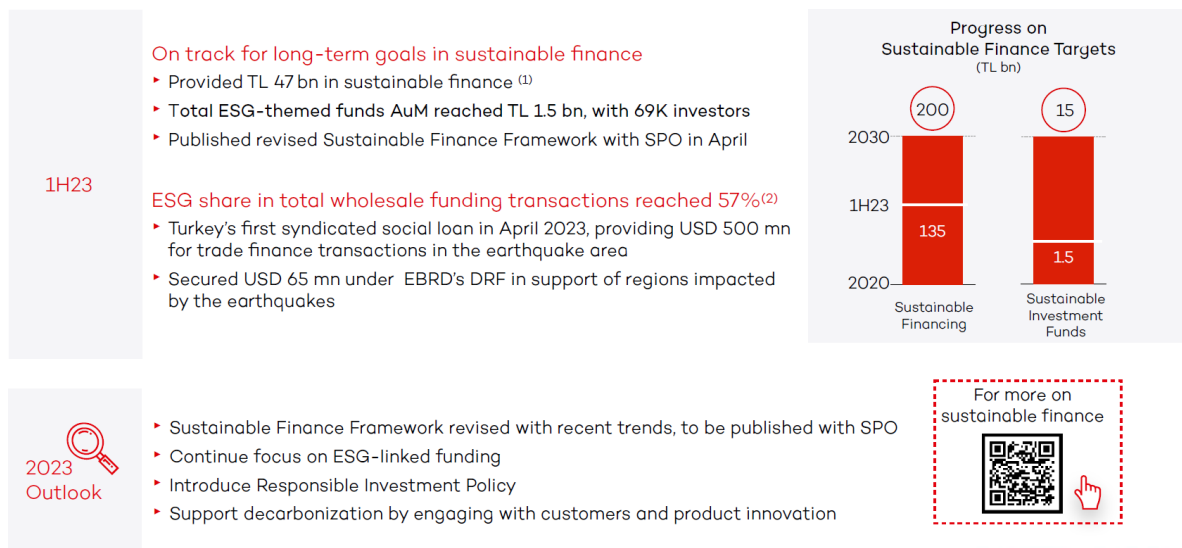 1H23
On track for long-term goals in sustainable finance
‣ Provided TL 47 bn in sustainable finance (1)
‣ Total ESG-themed funds AuM reached TL 1.5 bn, with 69K investors
‣ Published revised Sustainable Finance Framework with SPO in April
ESG share in total wholesale funding transactions reached 57%(2)
‣ Turkey's first syndicated social loan in April 2023, providing USD 500 mn
for trade finance transactions in the earthquake area
‣ Secured USD 65 mn under EBRD's DRF in support of regions impacted
by the earthquakes
Progress on
Sustainable Finance Targets
(TL bn)
200
15
2030
1H23
135
1.5
2020
Sustainable
Financing
Sustainable
Investment
Funds
2023
Outlook
‣ Sustainable Finance Framework revised with recent trends, to be published with SPO
‣ Continue focus on ESG-linked funding
‣ Introduce Responsible Investment Policy
‣ Support decarbonization by engaging with customers and product innovation
For more on
sustainable finance